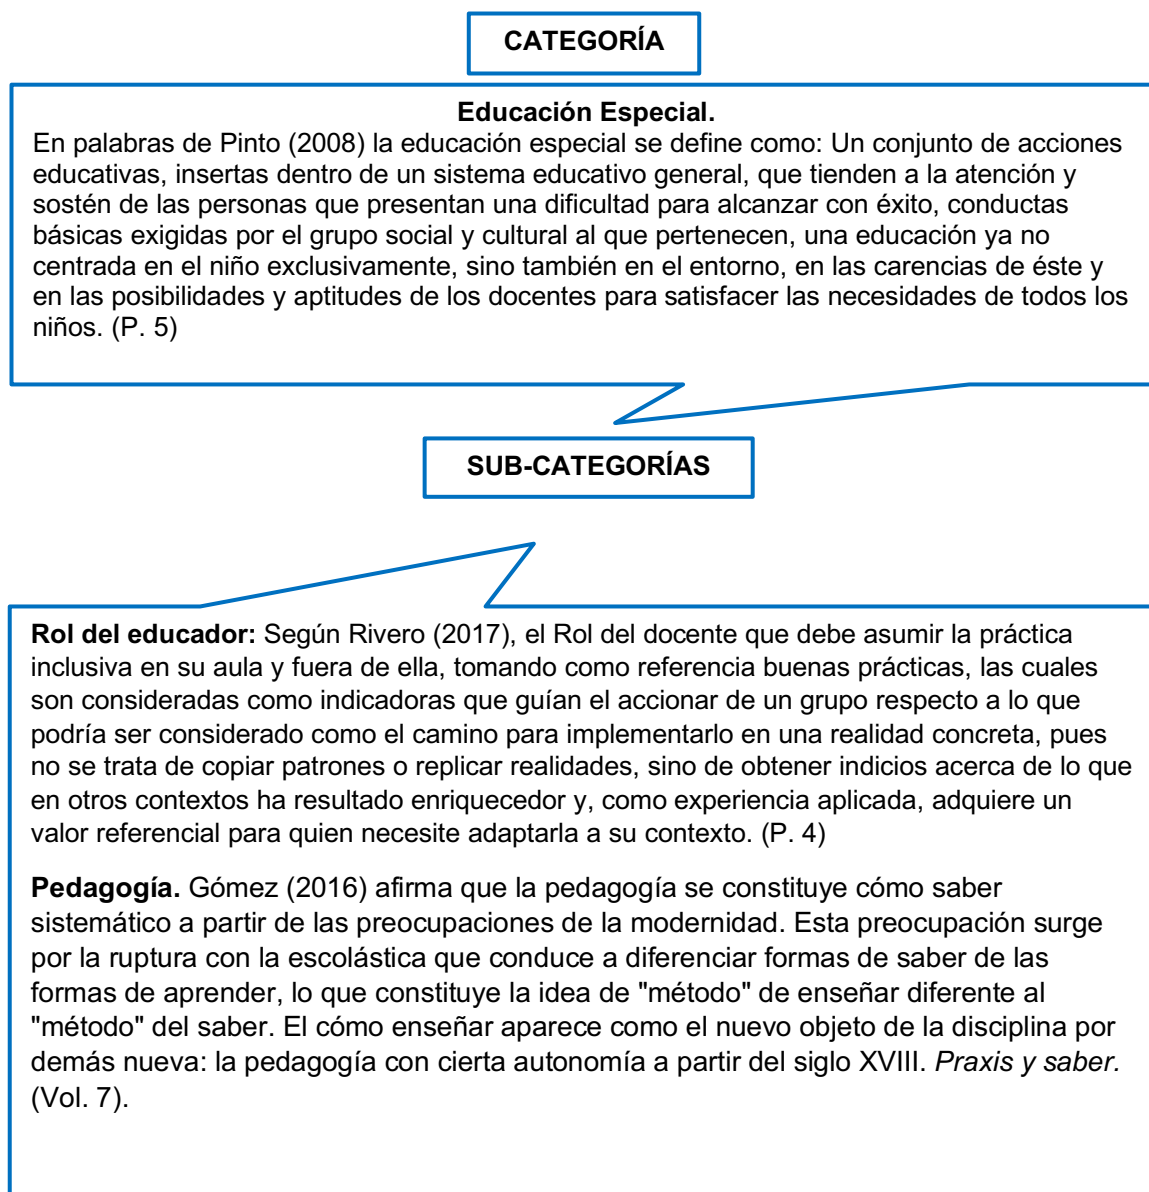 CATEGORÍA
Educación Especial.
En palabras de Pinto (2008) la educación especial se define como: Un conjunto de acciones
educativas, insertas dentro de un sistema educativo general, que tienden a la atención y
sostén de las personas que presentan una dificultad para alcanzar con éxito, conductas
básicas exigidas por el grupo social y cultural al que pertenecen, una educación ya no
centrada en el niño exclusivamente, sino también en el entorno, en las carencias de éste y
en las posibilidades y aptitudes de los docentes para satisfacer las necesidades de todos los
niños. (P. 5)
SUB-CATEGORÍAS
Rol del educador: Según Rivero (2017), el Rol del docente que debe asumir la práctica
inclusiva en su aula y fuera de ella, tomando como referencia buenas prácticas, las cuales
son consideradas como indicadoras que guían el accionar de un grupo respecto a lo que
podría ser considerado como el camino para implementarlo en una realidad concreta, pues
no se trata de copiar patrones o replicar realidades, sino de obtener indicios acerca de lo que
en otros contextos ha resultado enriquecedor y, como experiencia aplicada, adquiere un
valor referencial para quien necesite adaptarla a su contexto. (P. 4)
Pedagogía. Gómez (2016) afirma que la pedagogía se constituye cómo saber
sistemático a partir de las preocupaciones de la modernidad. Esta preocupación surge
por la ruptura con la escolástica que conduce a diferenciar formas de saber de las
formas de aprender, lo que constituye la idea de "método" de enseñar diferente al
"método" del saber. El cómo enseñar aparece como el nuevo objeto de la disciplina por
demás nueva: la pedagogía con cierta autonomía a partir del siglo XVIII. Praxis y saber.
(Vol. 7).